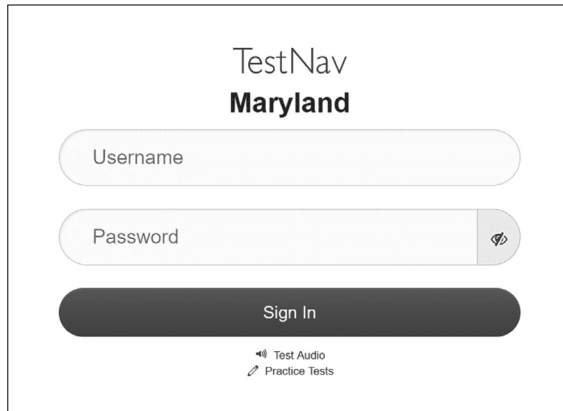 TestNav
Maryland
Username
Password
Sign In
Test Audio
Practice Tests